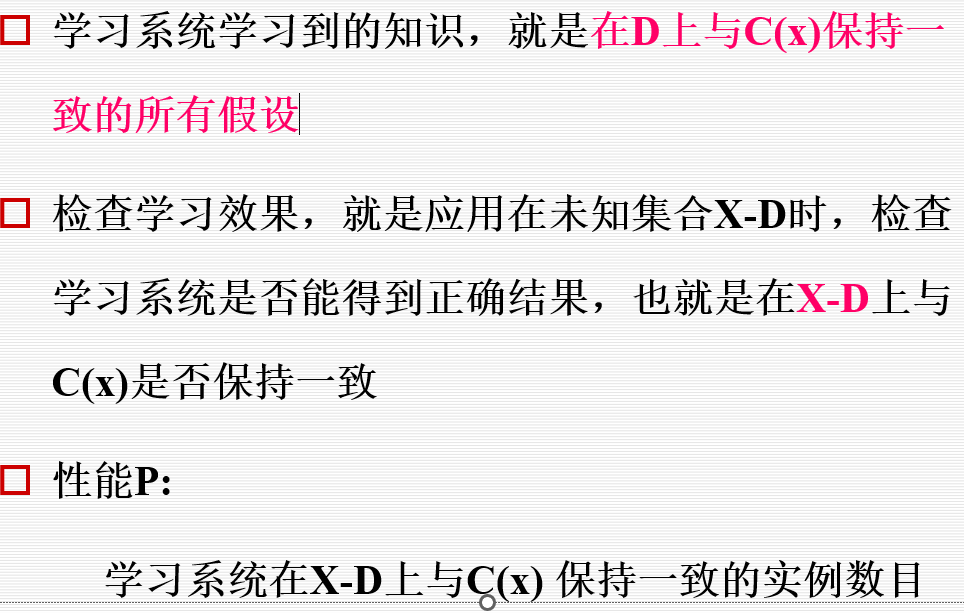 学习系统学习到的知识，就是在D上与C(x)保持一
致的所有假设
检查学习效果，就是应用在未知集合X-D时，检查
学习系统是否能得到正确结果，也就是在X-D上与
C(x)是否保持一致
性能P:
学习系统在X-D上与C(x) 保持一致的实例数目